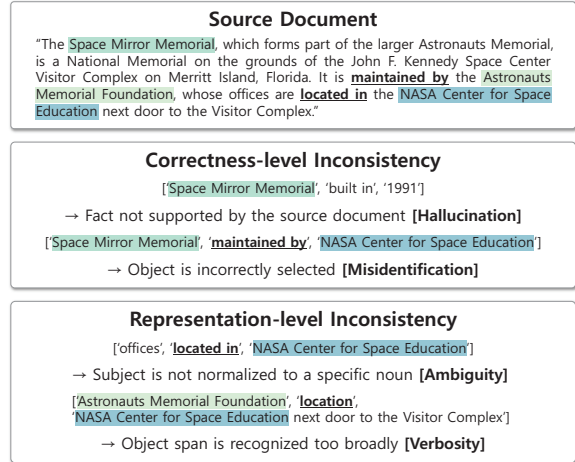 Source Document
“The Space Mirror Memorial, which forms part of the larger Astronauts Memorial,
is a National Memorial on the grounds of the John F. Kennedy Space Center
Visitor Complex on Merritt Island, Florida. It is maintained by the Astronauts
Memorial Foundation, whose offices are located in the NASA Center for Space
Education next door to the Visitor Complex.“
Correctness-level Inconsistency
['Space Mirror Memorial', 'built in', '1991']
→ Fact not supported by the source document [Hallucination]
['Space Mirror Memorial', 'maintained by', 'NASA Center for Space Education']
→ Object is incorrectly selected [Misidentification]
Representation-level Inconsistency
['offices', 'located in', 'NASA Center for Space Education']
→ Subject is not normalized to a specific noun [Ambiguity]
['Astronauts Memorial Foundation', 'location',
'NASA Center for Space Education next door to the Visitor Complex']
→ Object span is recognized too broadly [Verbosity]